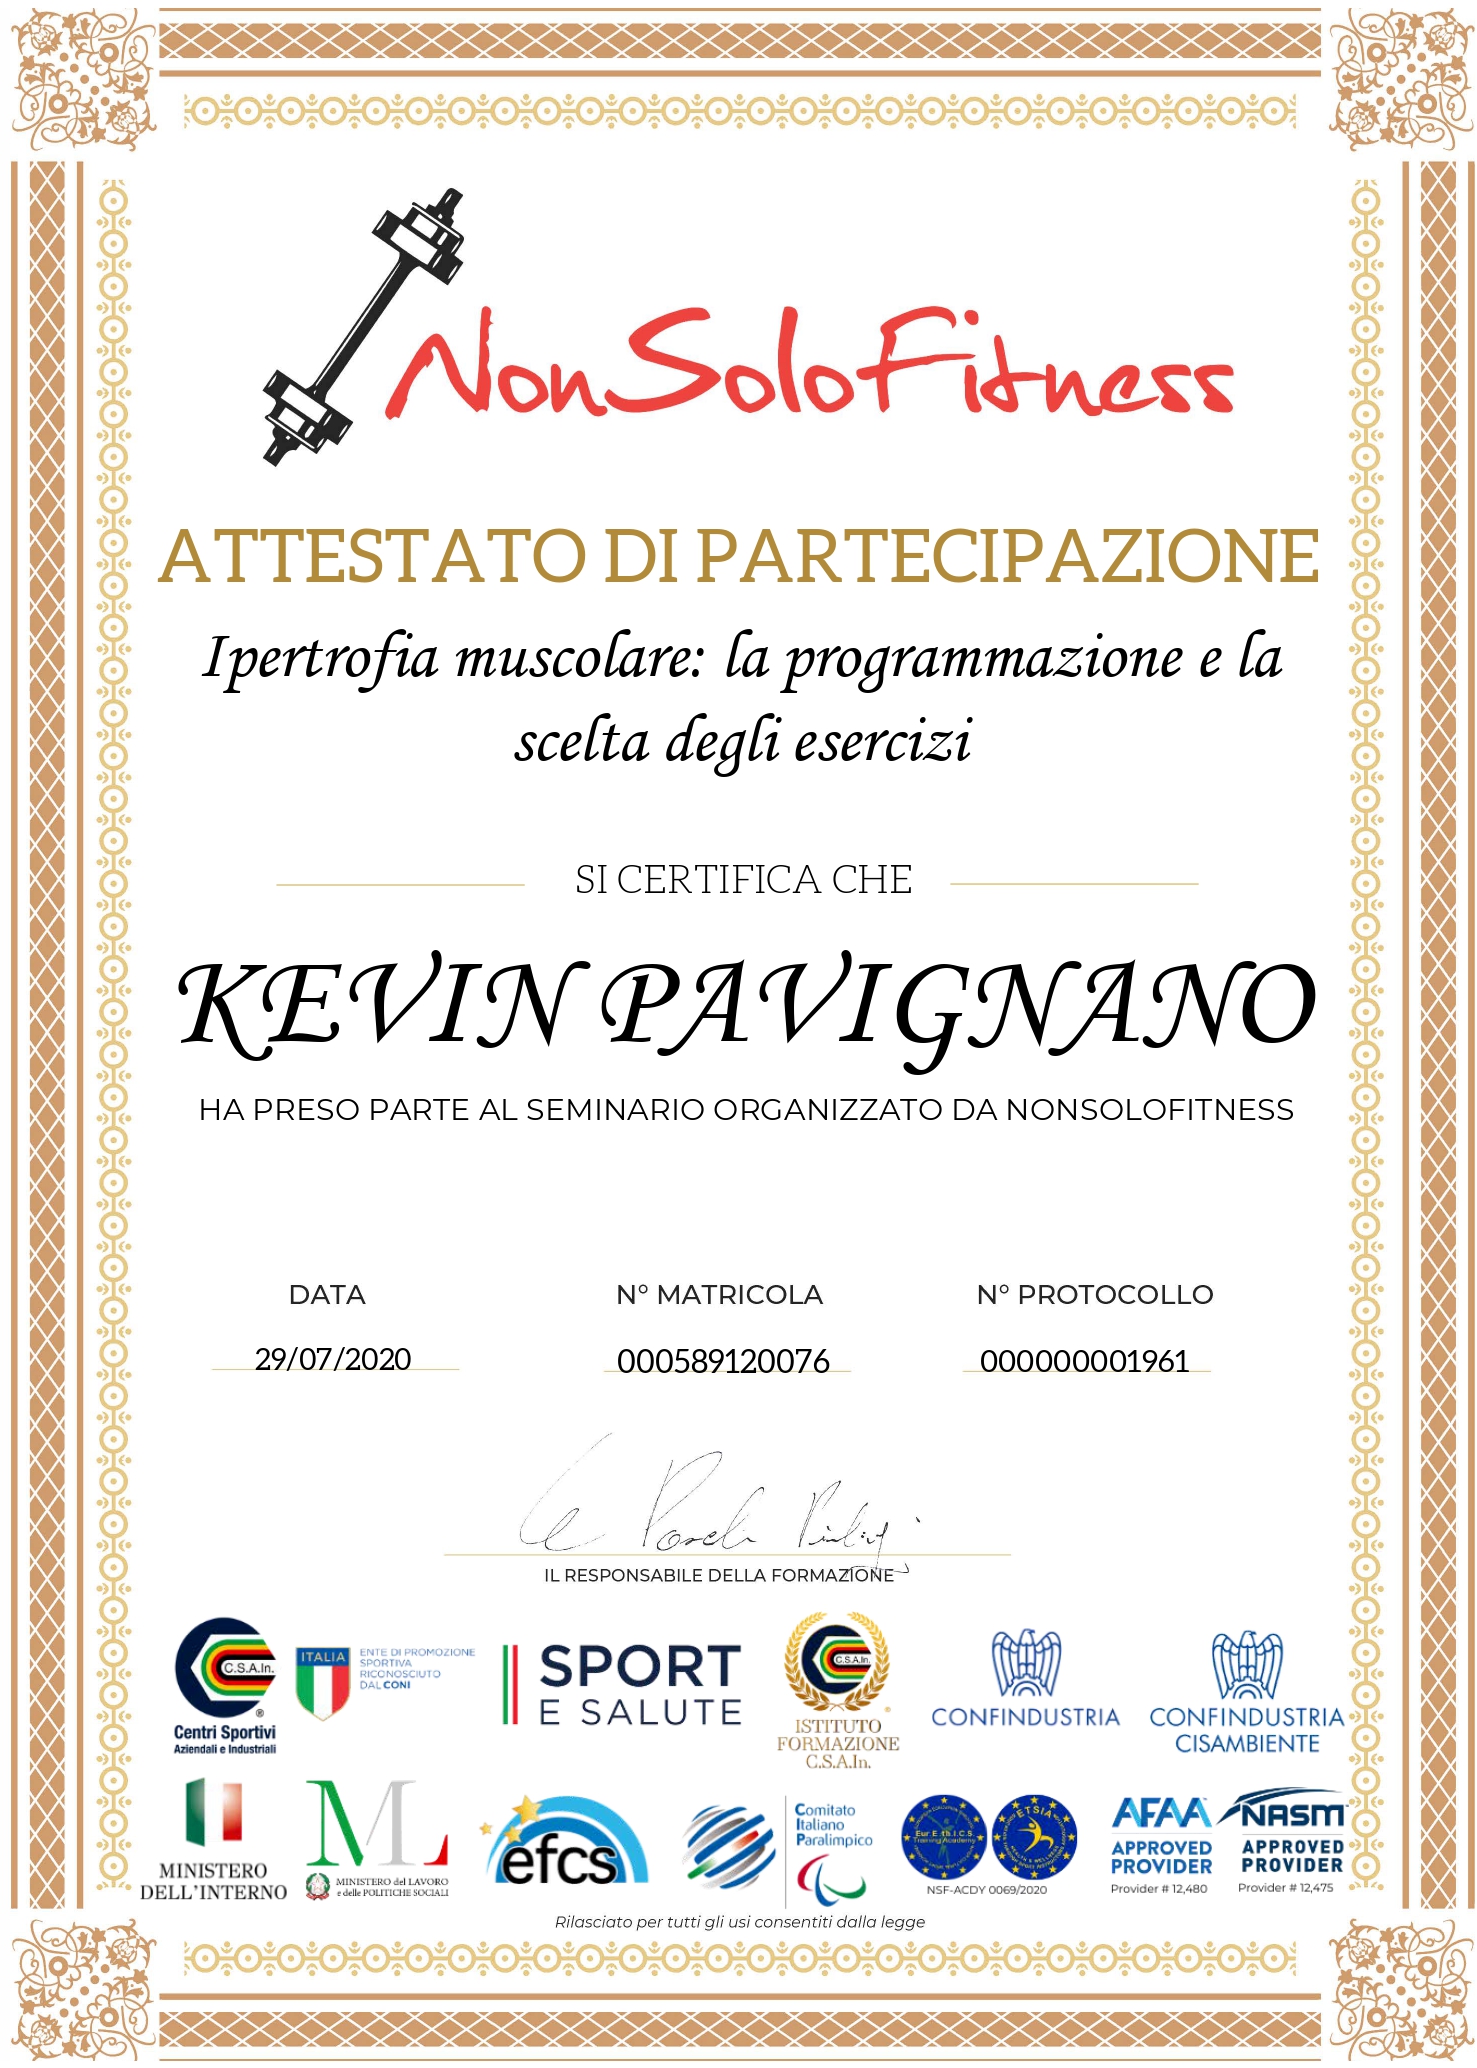 NonSoloFitness
ATTESTATO DI PARTECIPAZIONE
Ipertrofia muscolare: la programmazione e la
scelta degli esercizi
SI CERTIFICA CHE
KEVIN PAVIGNANO
HA PRESO PARTE AL SEMINARIO ORGANIZZATO DA NONSOLOFITNESS
DATA
N° MATRICOLA
N° PROTOCOLLO
29/07/2020
000589120076
000000001961
IL RESPONSABILE DELLA FORMAZIONE
C.S.A.In.
®
Centri Sportivi
Aziendali e Industriali
ITALIA
ENTE DI PROMOZIONE
SPORTIVA
RICONOSCIUTO
DAL CONI
SPORT
E SALUTE
C.S.A.In.
®
ISTITUTO
FORMAZIONE
C.S.A.In.
CONFINDUSTRIA
CONFINDUSTRIA
CISAMBIENTE
MINISTERO
DELL'INTERNO
ML
MINISTERO del LAVORO
e delle POLITICHE SOCIALI
efcs
Comitato
Italiano
Paralimpico
Eur.E.th.I.C.S.
Training Academy
ETSIA
NSF-ACDY 0069/2020
AFAA
APPROVED
PROVIDER
Provider # 12,480
NASM
APPROVED
PROVIDER
Provider # 12,475
Rilasciato per tutti gli usi consentiti dalla legge